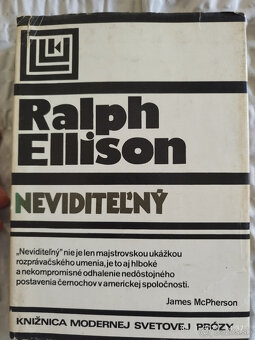 Ralph
Ellison
NEVIDITEĽNÝ
„Neviditeľný” nie je len majstrovskou ukážkou
rozprávačského umenia, je to aj hlboké
a nekompromisné odhalenie nedôstojného
postavenia černochov v americkej spoločnosti.
James McPherson
KNIŽNICA MODERNEJ SVETOVEJ PRÓZY